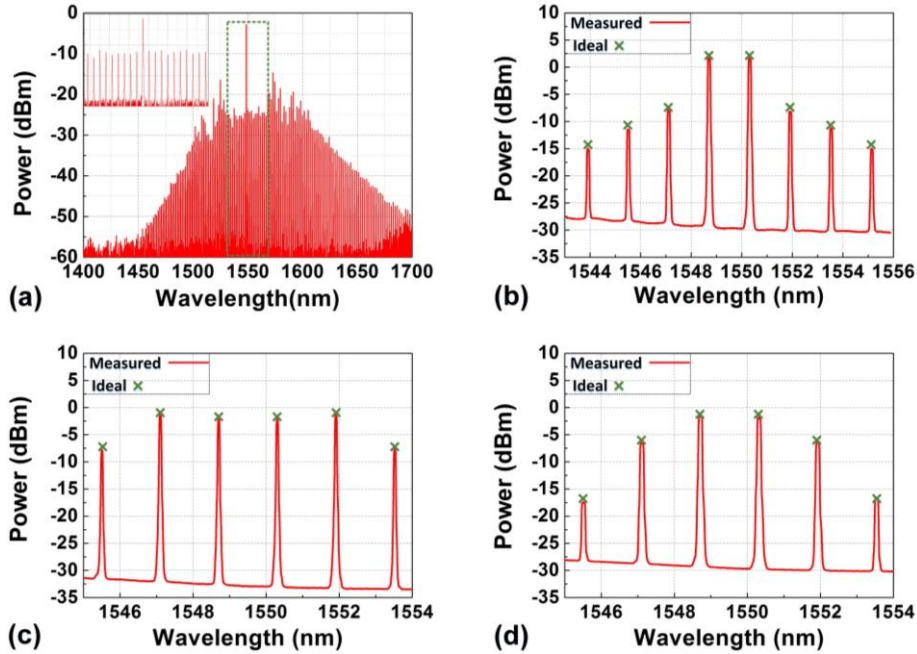 0
-10
-20
-30
-40
-50
-60
Power (dBm)
1400 1450 1500 1550 1600 1650 1700
Wavelength(nm)
(a)
10
5
0
-5
-10
-15
-20
-25
-30
-35
Power (dBm)
Measured
Ideal ×
1544 1546 1548 1550 1552 1554 1556
Wavelength (nm)
(b)
10
5
0
-5
-10
-15
-20
-25
-30
-35
Power (dBm)
Measured
Ideal ×
1546 1548 1550 1552 1554
Wavelength (nm)
(c)
10
5
0
-5
-10
-15
-20
-25
-30
-35
Power (dBm)
Measured
Ideal ×
1546 1548 1550 1552 1554
Wavelength (nm)
(d)